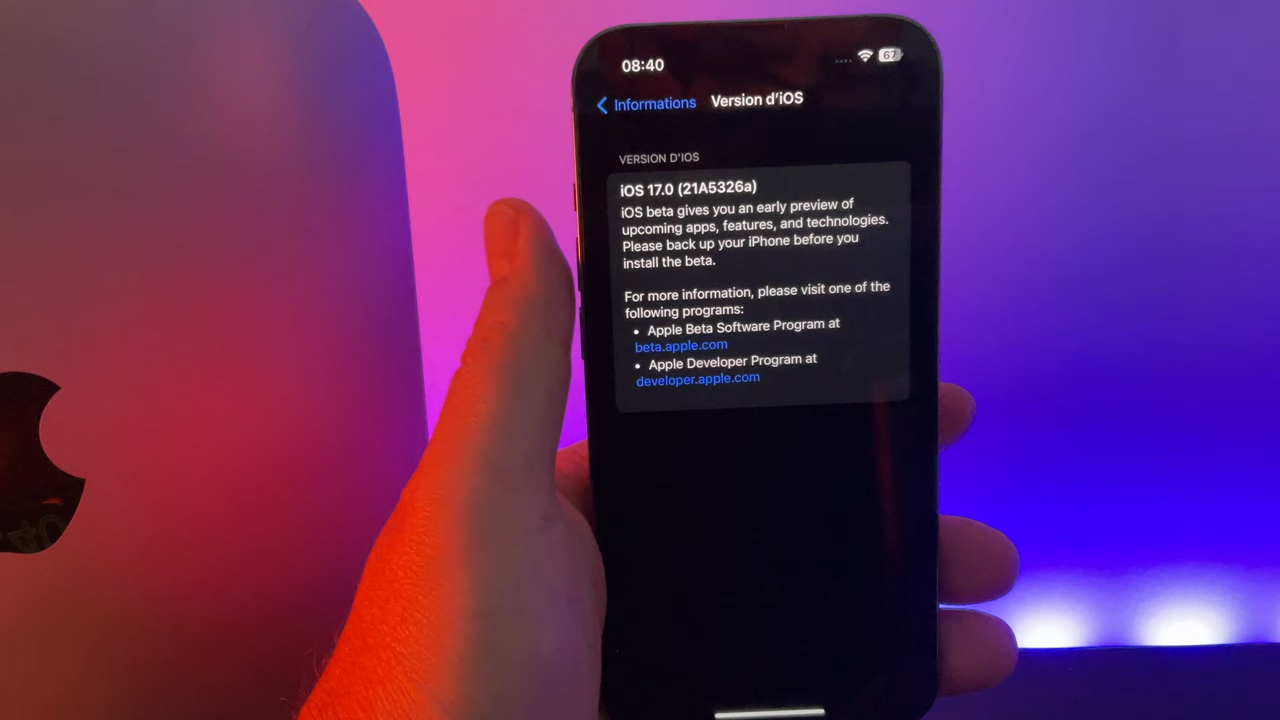 08:40
67
Informations Version d'iOS
VERSION D'IOS
iOS 17.0 (21A5326a)
iOS beta gives you an early preview of
upcoming apps, features, and technologies.
Please back up your iPhone before you
install the beta.
For more information, please visit one of the
following programs:
• Apple Beta Software Program at
beta.apple.com
• Apple Developer Program at
developer.apple.com